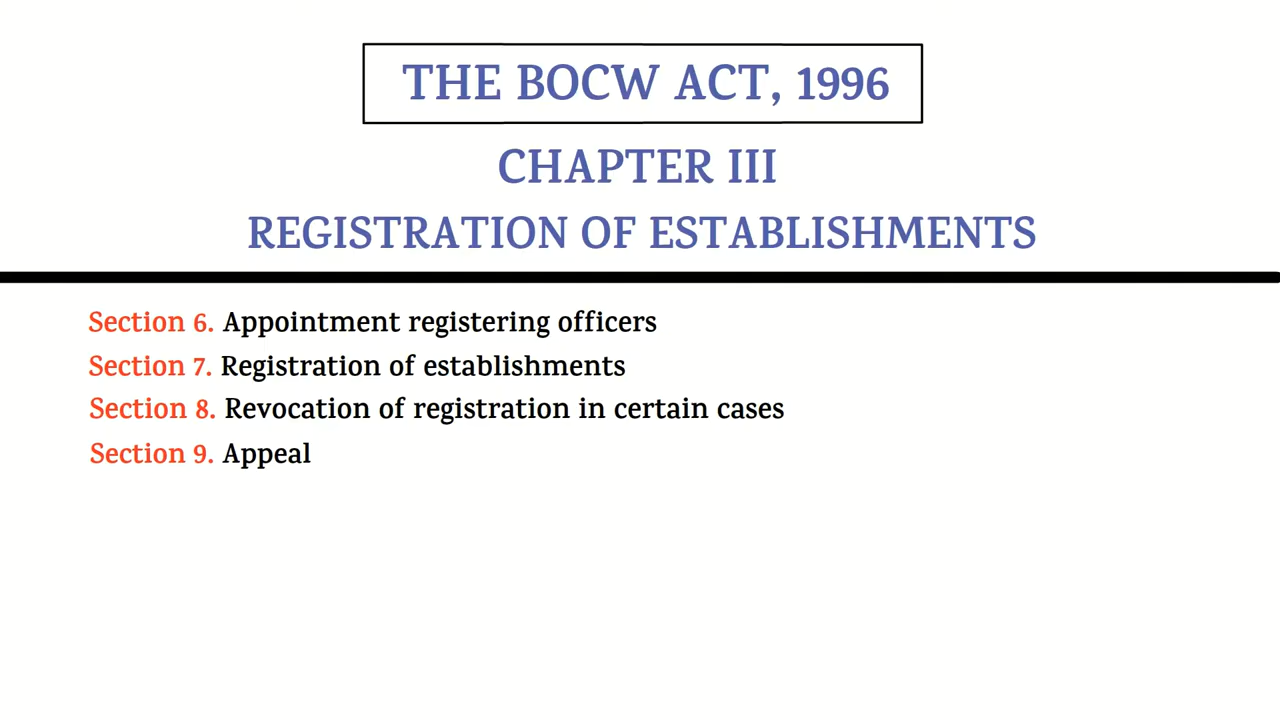 THE BOCW ACT, 1996
CHAPTER III
REGISTRATION OF ESTABLISHMENTS
Section 6. Appointment registering officers
Section 7. Registration of establishments
Section 8. Revocation of registration in certain cases
Section 9. Appeal